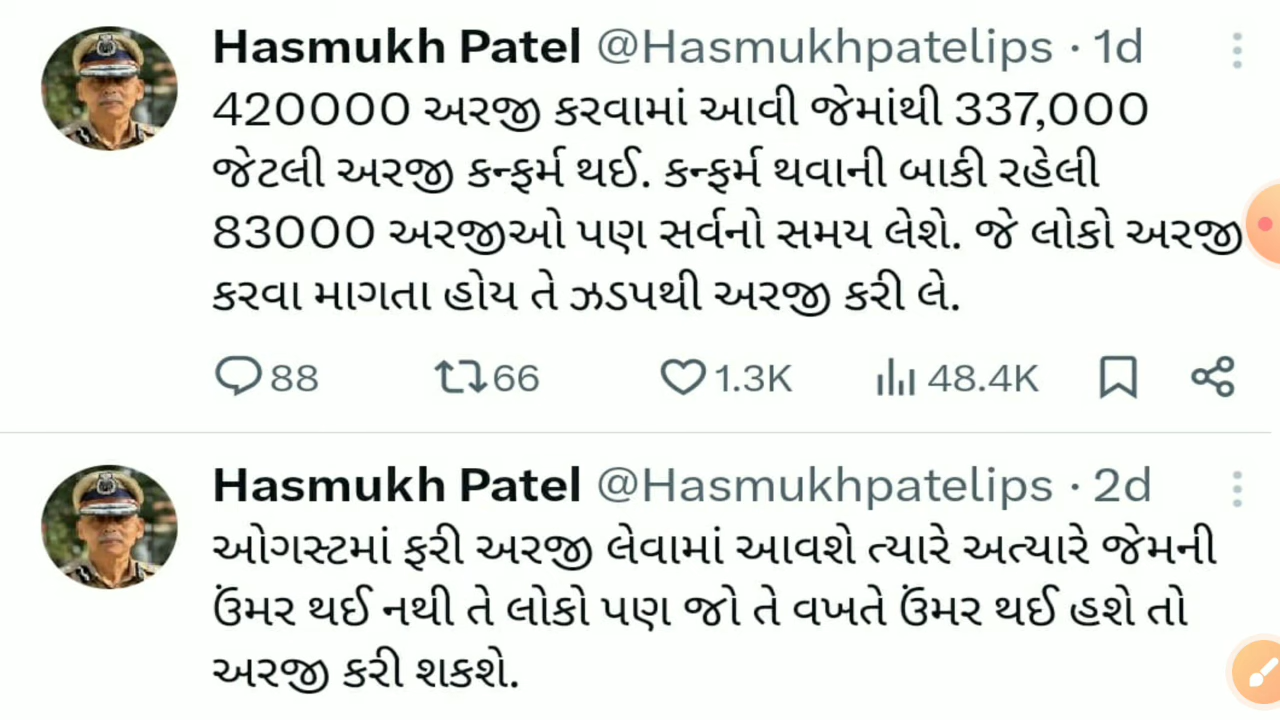 Hasmukh Patel @Hasmukhpatelips · 1d
420000 અરજી કરવામાં આવી જેમાંથી 337,000
જેટલી અરજી કન્ફર્મ થઈ. કન્ફર્મ થવાની બાકી રહેલી
83000 અરજીઓ પણ સર્વનો સમય લેશે. જે લોકો અરજી
કરવા માગતા હોય તે ઝડપથી અરજી કરી લે.
88 66 1.3K 48.4K
Hasmukh Patel @Hasmukhpatelips · 2d
ઓગસ્ટમાં ફરી અરજી લેવામાં આવશે ત્યારે અત્યારે જેમની
ઉંમર થઈ નથી તે લોકો પણ જો તે વખતે ઉંમર થઈ હશે તો
અરજી કરી શકશે.